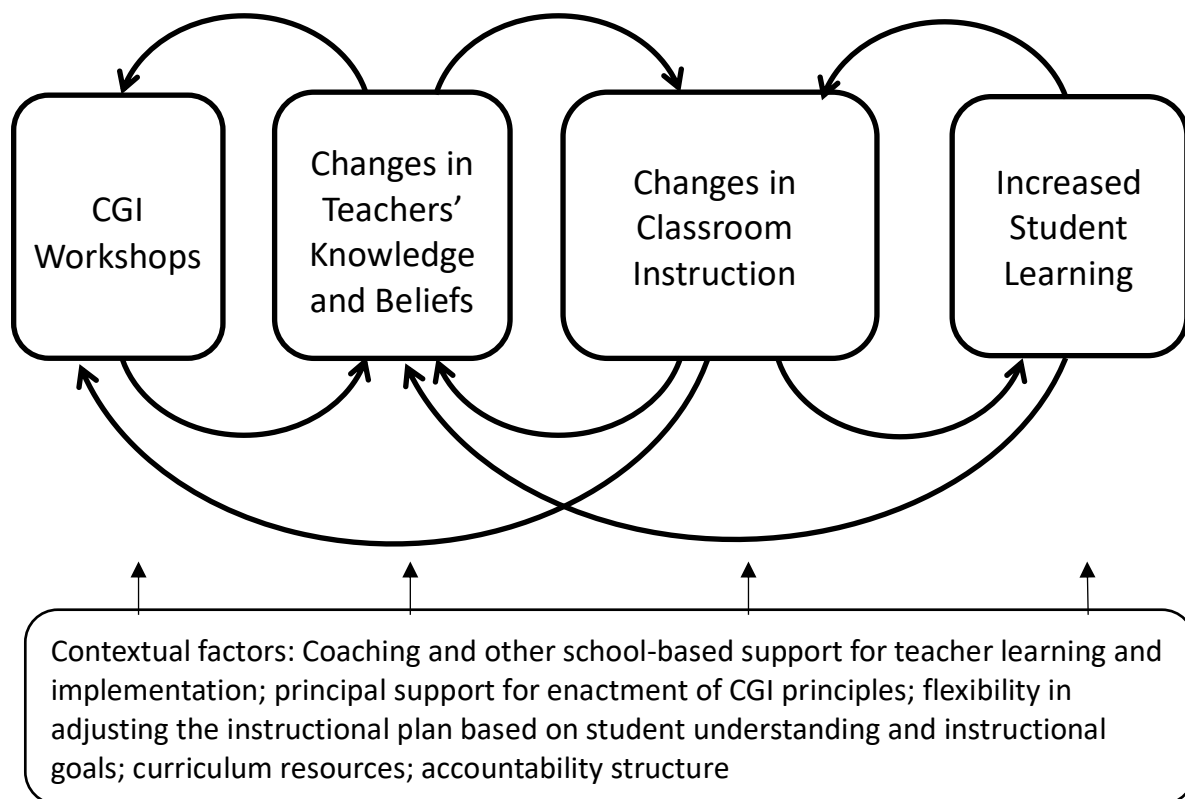 CGI
Workshops
Changes in
Teachers’
Knowledge
and Beliefs
Changes in
Classroom
Instruction
Increased
Student
Learning
Contextual factors: Coaching and other school-based support for teacher learning and
implementation; principal support for enactment of CGI principles; flexibility in
adjusting the instructional plan based on student understanding and instructional
goals; curriculum resources; accountability structure